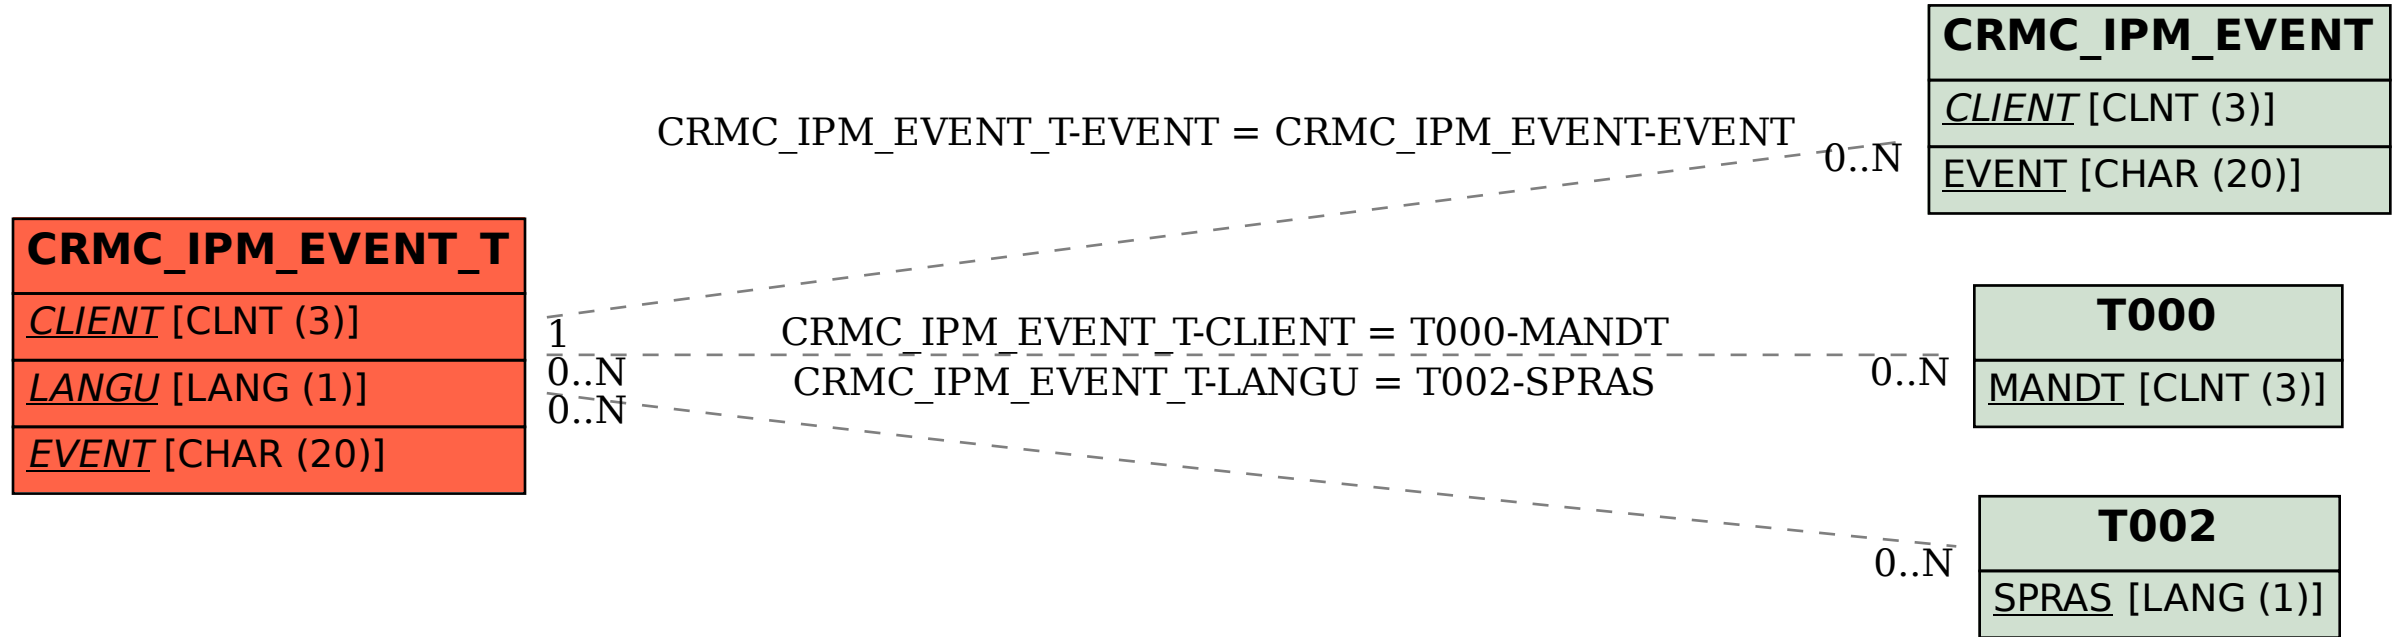 CRMC_IPM_EVENT
CLIENT [CLNT (3)]
EVENT [CHAR (20)]
CRMC_IPM_EVENT_T-EVENT = CRMC_IPM_EVENT-EVENT
0..N
CRMC_IPM_EVENT_T
CLIENT [CLNT (3)]
LANGU [LANG (1)]
EVENT [CHAR (20)]
1
0..N
0..N
CRMC_IPM_EVENT_T-CLIENT = T000-MANDT
CRMC_IPM_EVENT_T-LANGU = T002-SPRAS
0..N
T000
MANDT [CLNT (3)]
0..N
T002
SPRAS [LANG (1)]